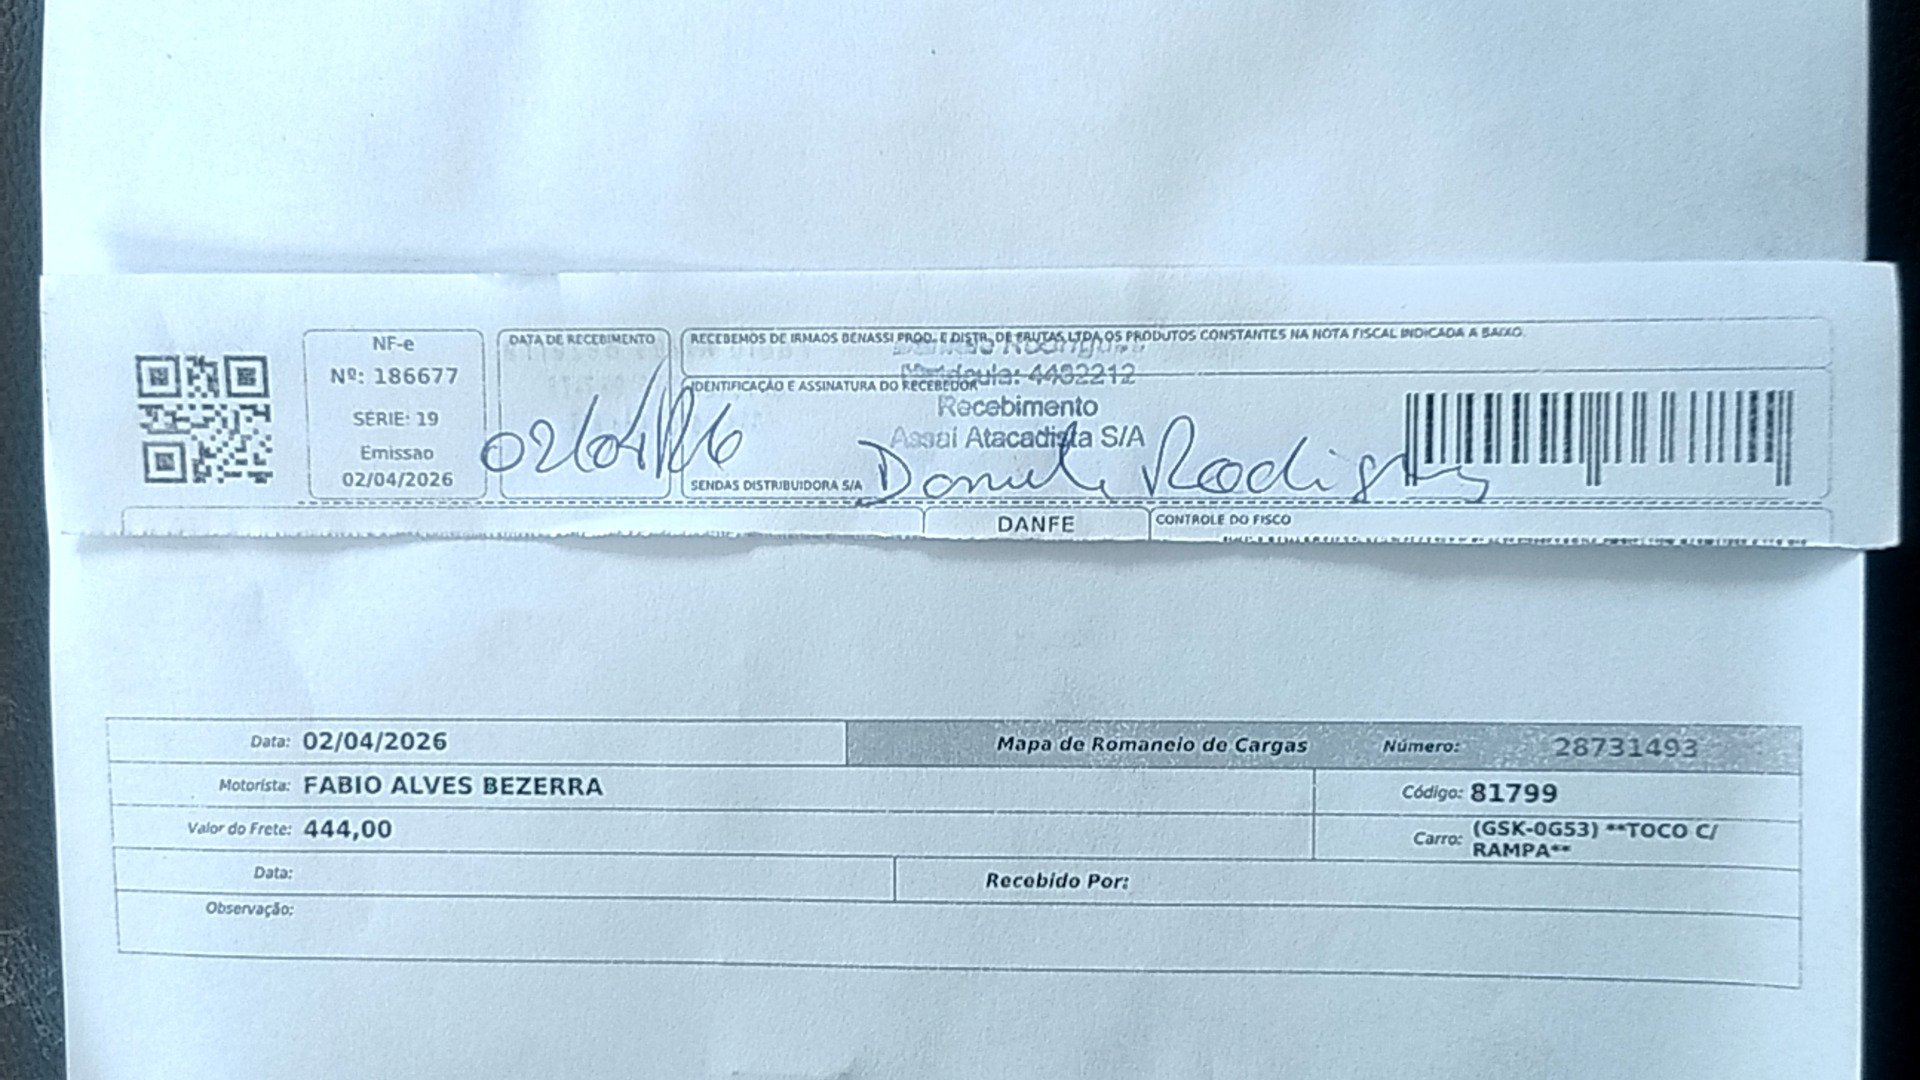 NF-e
Nº: 186677
SÉRIE: 19
Emissao
02/04/2026
DATA DE RECEBIMENTO
02/04/26
RECEBEMOS DE IRMAOS BENASSI PROD. E DISTR. DE FRUTAS LTDA OS PRODUTOS CONSTANTES NA NOTA FISCAL INDICADA A BAIXO
IDENTIFICAÇÃO E ASSINATURA DO RECEBEDOR
Matrícula: 4432212
Recebimento
Assaí Atacadista S/A
SENDAS DISTRIBUIDORA S/A
DANFE
CONTROLE DO FISCO
Data: 02/04/2026
Mapa de Romaneio de Cargas Número: 28731493
Motorista: FABIO ALVES BEZERRA
Código: 81799
Valor do Frete: 444,00
Carro: (GSK-0G53) **TOCO C/
RAMPA**
Data:
Recebido Por:
Observação: